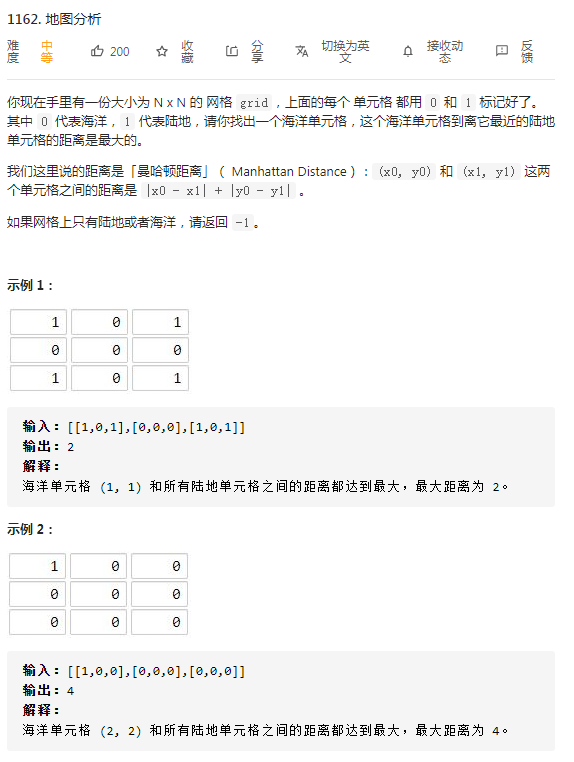 1162. 地图分析
难度 中等 200 收藏 分享 切换为英文 接收动态 反馈
你现在手里有一份大小为 N x N 的 网格 grid，上面的每个 单元格 都用 0 和 1 标记好了。
其中 0 代表海洋，1 代表陆地，请你找出一个海洋单元格，这个海洋单元格到离它最近的陆地
单元格的距离是最大的。
我们这里说的距离是「曼哈顿距离」（ Manhattan Distance）：(x0, y0) 和 (x1, y1) 这两
个单元格之间的距离是 |x0 - x1| + |y0 - y1| 。
如果网格上只有陆地或者海洋，请返回 -1。
示例 1：
1 0 1
0 0 0
1 0 1
输入：[[1,0,1],[0,0,0],[1,0,1]]
输出：2
解释：
海洋单元格 (1, 1) 和所有陆地单元格之间的距离都达到最大，最大距离为 2。
示例 2：
1 0 0
0 0 0
0 0 0
输入：[[1,0,0],[0,0,0],[0,0,0]]
输出：4
解释：
海洋单元格 (2, 2) 和所有陆地单元格之间的距离都达到最大，最大距离为 4。